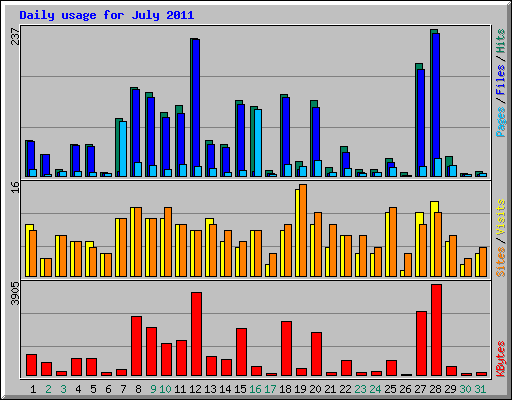 Daily usage for July 2011
237
Pages / Files / Hits
16
Sites / Visits
3905
KBytes
1 2 3 4 5 6 7 8 9 10 11 12 13 14 15 16 17 18 19 20 21 22 23 24 25 26 27 28 29 30 31